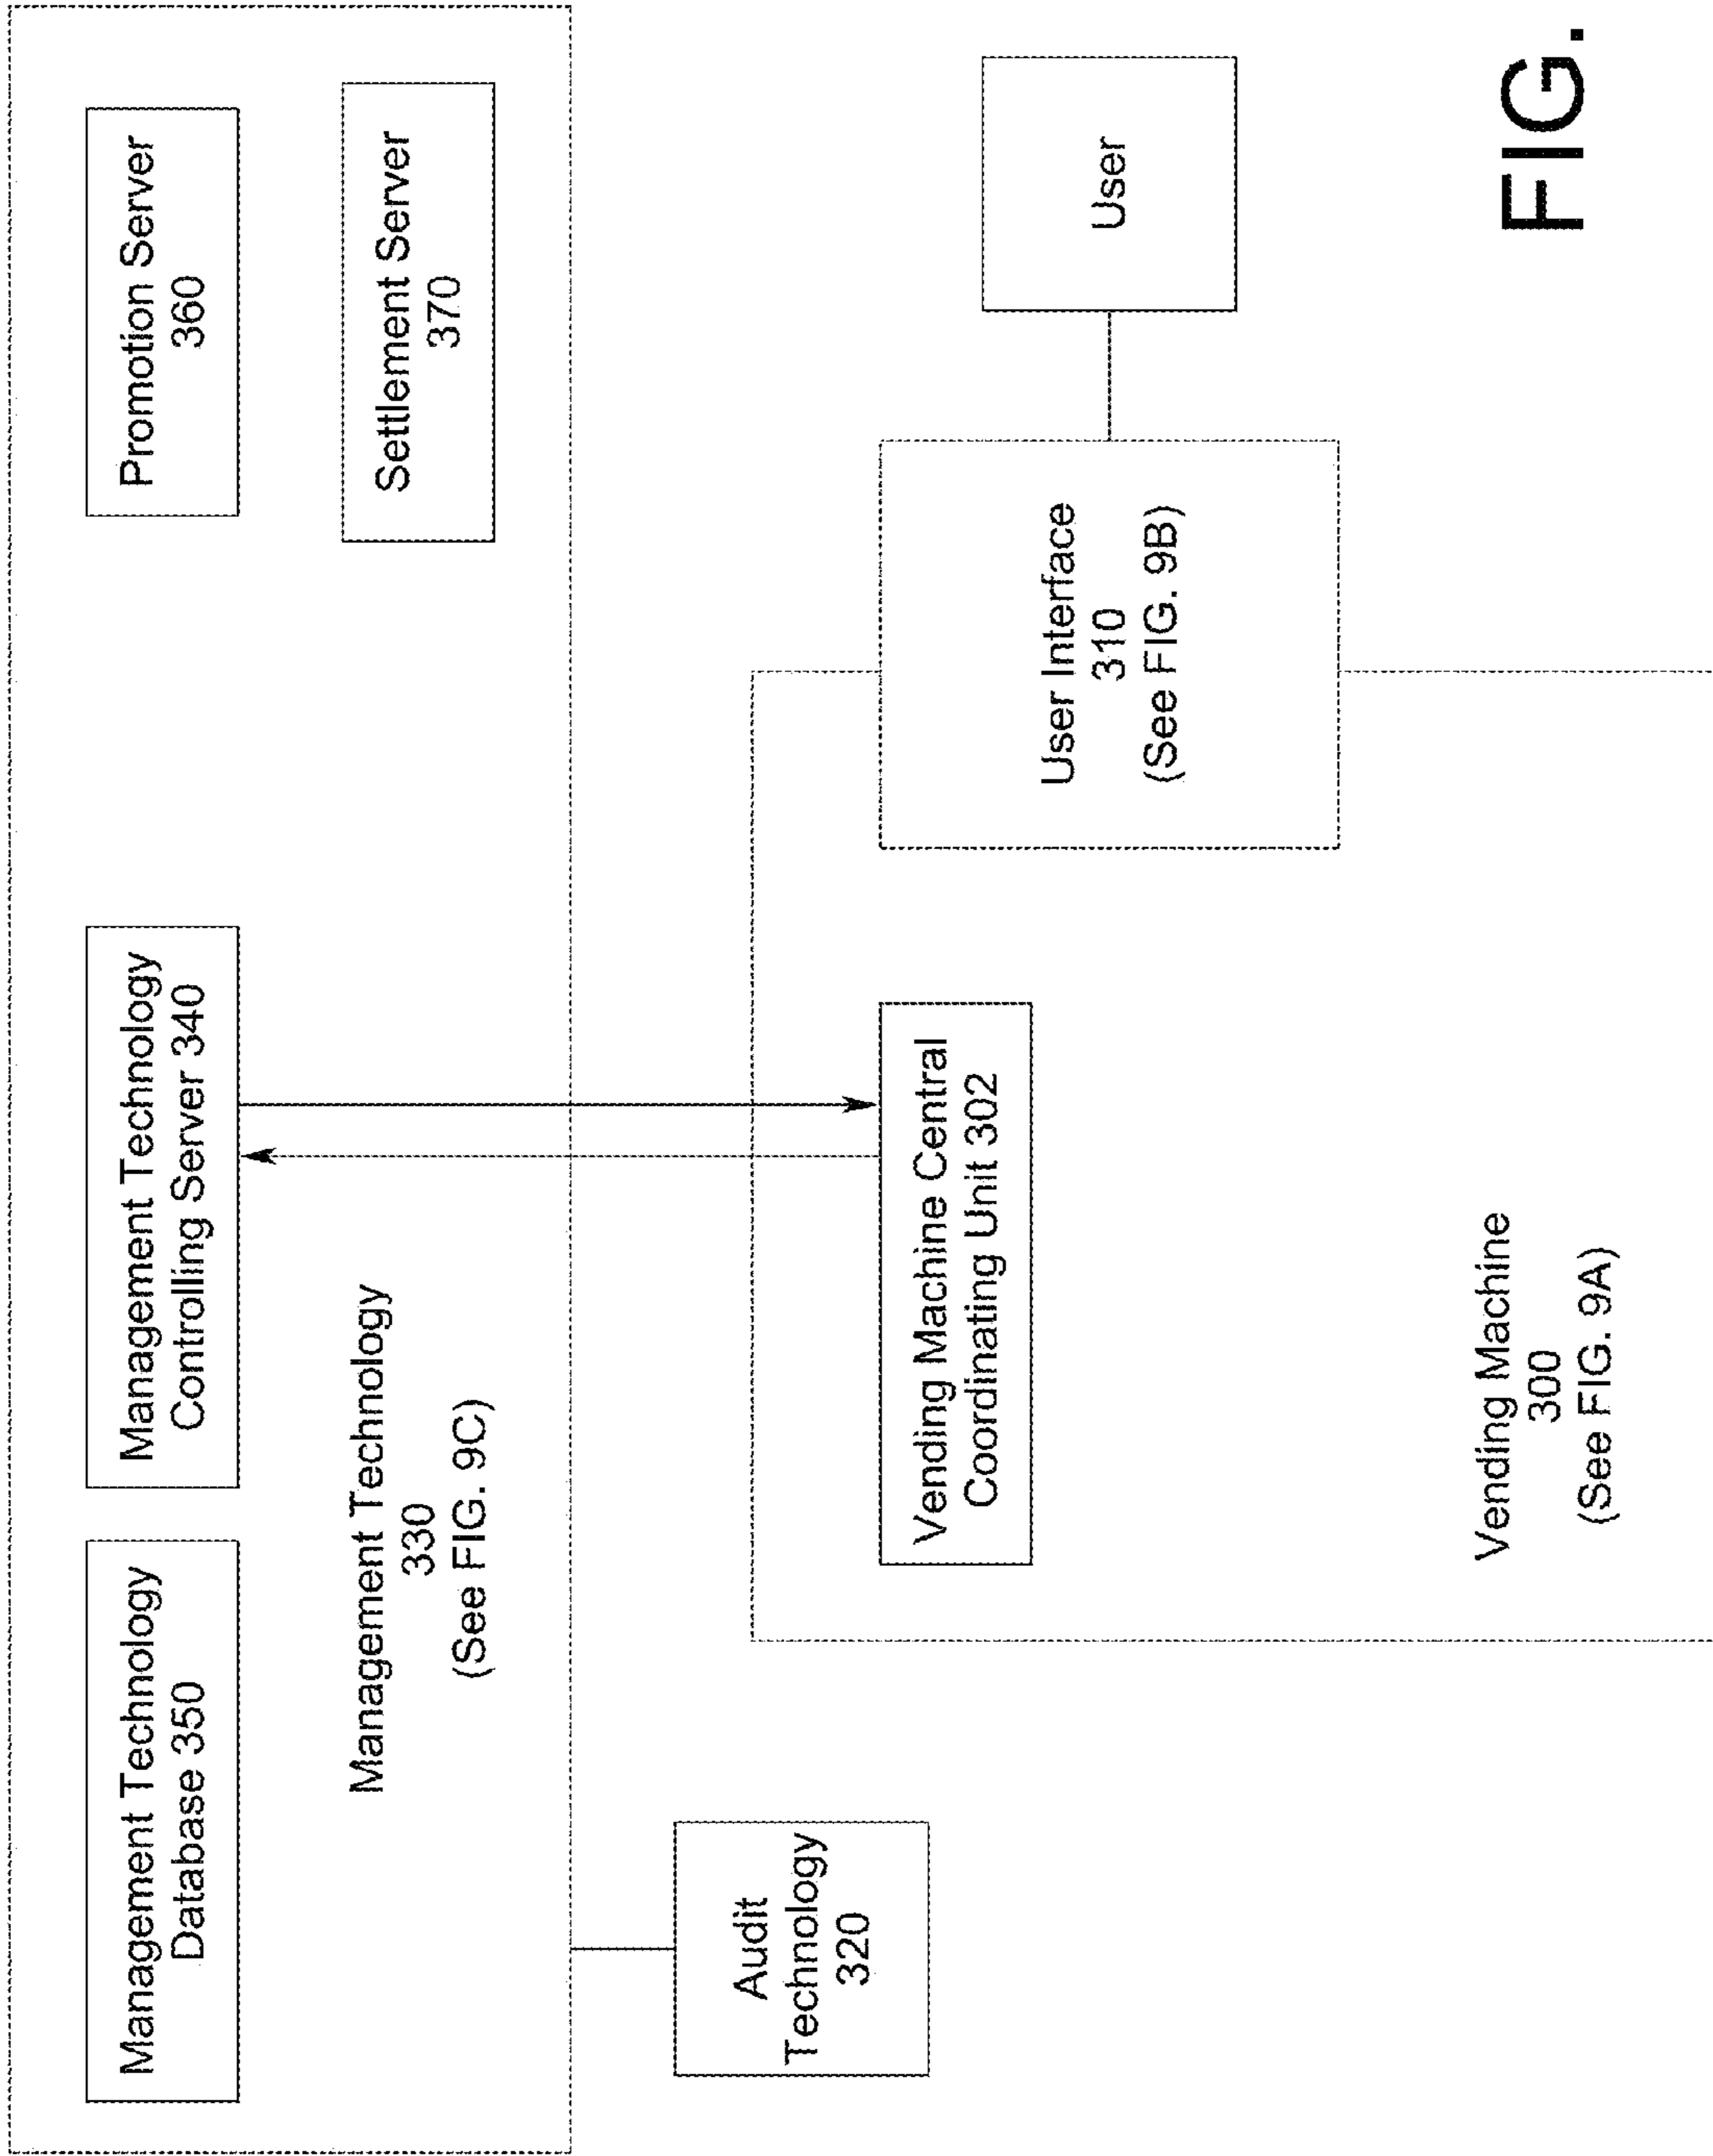 Management Technology
Database 350
Management Technology
Controlling Server 340
Promotion Server
360
Settlement Server
370
Management Technology
330
(See FIG. 9C)
Audit
Technology
320
Vending Machine Central
Coordinating Unit 302
User Interface
310
(See FIG. 9B)
User
Vending Machine
300
(See FIG. 9A)
FIG.